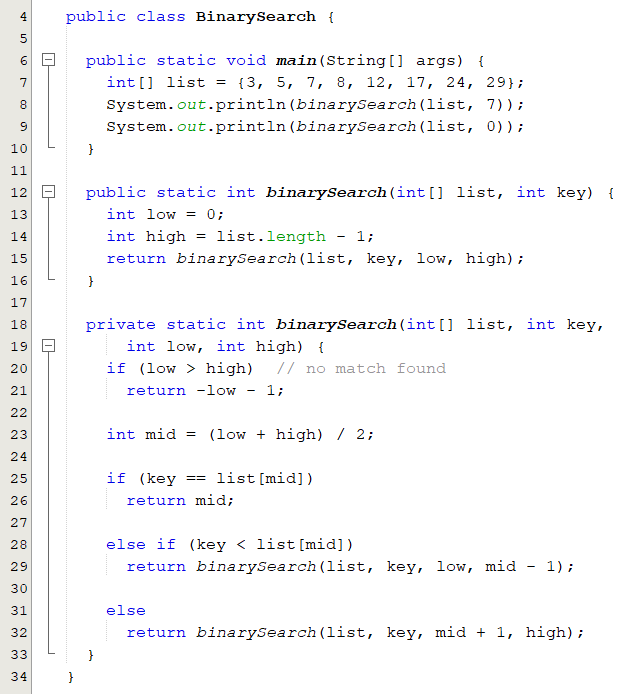 4 public class BinarySearch {
5
6 public static void main(String[] args) {
7 int[] list = {3, 5, 7, 8, 12, 17, 24, 29};
8 System.out.println(binarySearch(list, 7));
9 System.out.println(binarySearch(list, 0));
10 }
11
12 public static int binarySearch(int[] list, int key) {
13 int low = 0;
14 int high = list.length - 1;
15 return binarySearch(list, key, low, high);
16 }
17
18 private static int binarySearch(int[] list, int key,
19 int low, int high) {
20 if (low > high)  // no match found
21 return -low - 1;
22
23 int mid = (low + high) / 2;
24
25 if (key == list[mid])
26 return mid;
27
28 else if (key < list[mid])
29 return binarySearch(list, key, low, mid - 1);
30
31 else
32 return binarySearch(list, key, mid + 1, high);
33 }
34 }